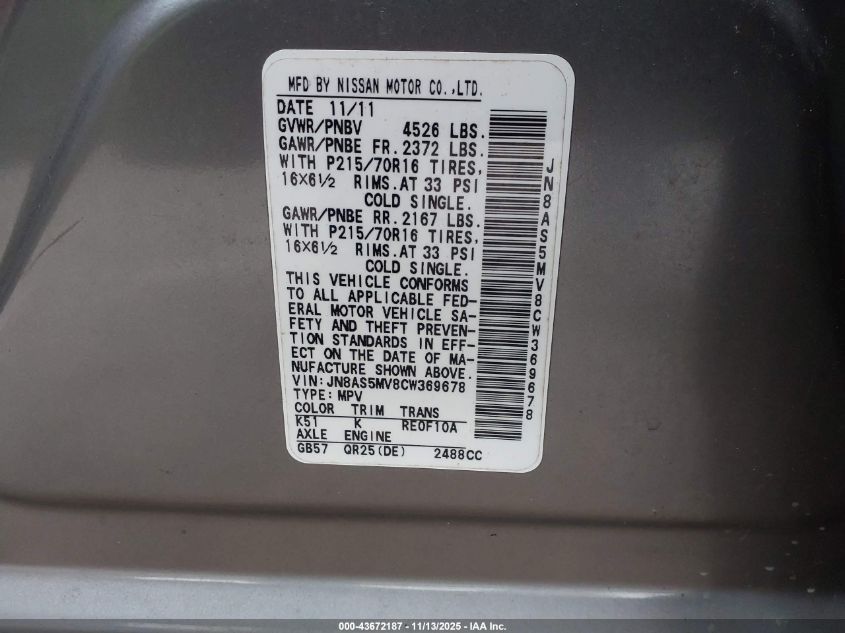 MFD BY NISSAN MOTOR CO.,LTD.
DATE 11/11
GVWR/PNBV 4526 LBS.
GAWR/PNBE FR.2372 LBS.
WITH P215/70R16 TIRES,
16X6½ RIMS.AT 33 PSI
COLD SINGLE.
GAWR/PNBE RR.2167 LBS.
WITH P215/70R16 TIRES,
16X6½ RIMS.AT 33 PSI
COLD SINGLE.
THIS VEHICLE CONFORMS
TO ALL APPLICABLE FED-
ERAL MOTOR VEHICLE SA-
FETY AND THEFT PREVEN-
TION STANDARDS IN EFF-
ECT ON THE DATE OF MA-
NUFACTURE SHOWN ABOVE.
VIN:JN8AS5MV8CW369678
TYPE:MPV
COLOR TRIM TRANS
K51 K RE0F10A
AXLE ENGINE
GB57 QR25(DE) 2488CC
JN8AS5MV8CW369678
000-43672187 - 11/13/2025 - IAA Inc.